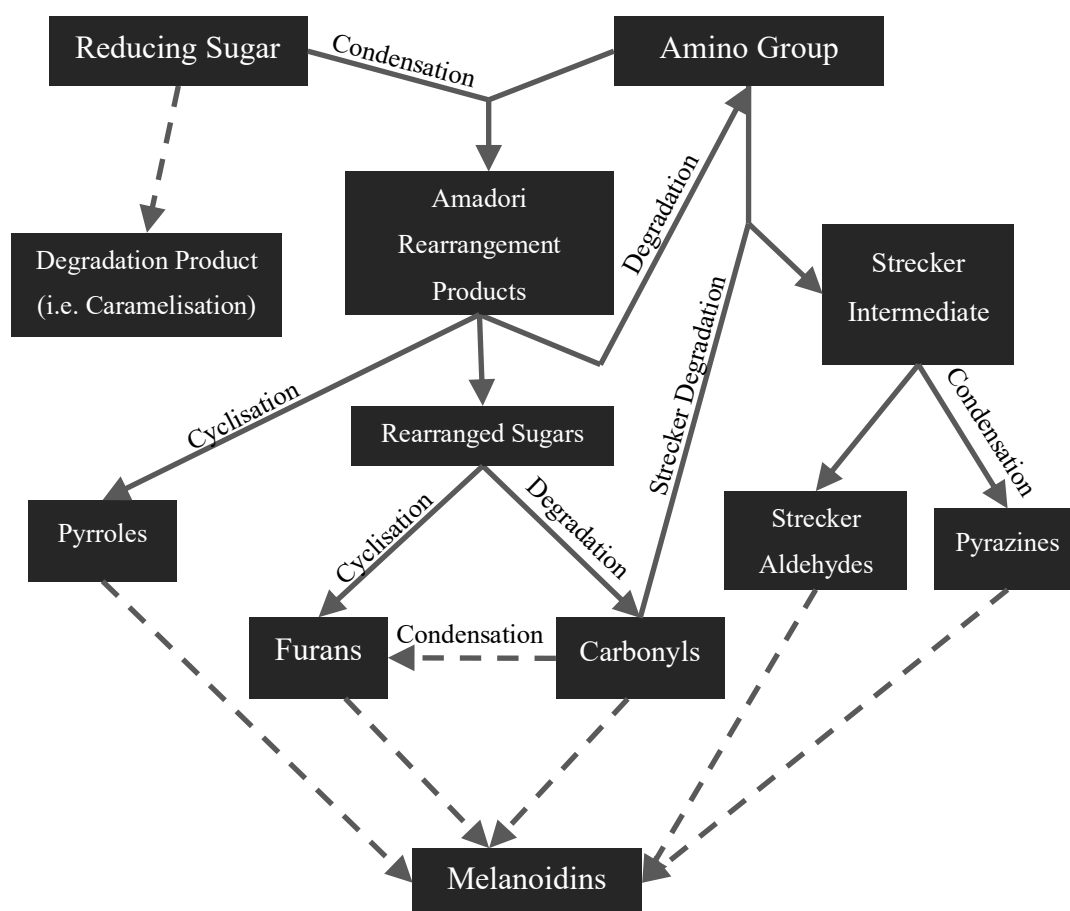 Reducing Sugar
Condensation
Amino Group
Amadori
Rearrangement
Products
Degradation
Degradation Product
(i.e. Caramelisation)
Strecker
Intermediate
Cyclisation
Rearranged Sugars
Strecker Degradation
Condensation
Pyrroles
Cyclisation
Degradation
Strecker
Aldehydes
Pyrazines
Furans
Condensation
Carbonyls
Melanoidins